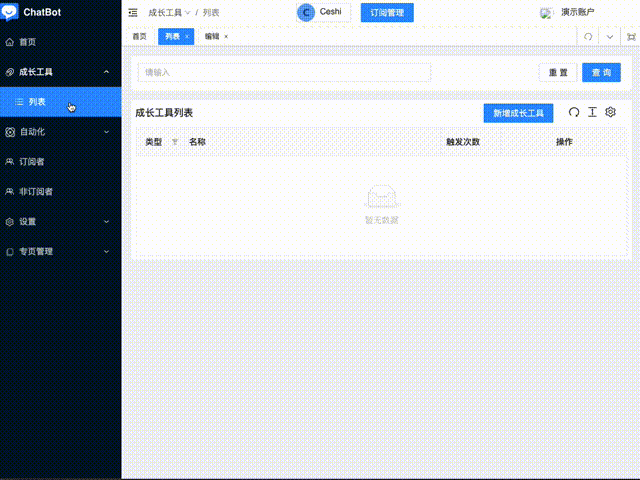 ChatBot
成长工具 / 列表
C Ceshi
订阅管理
演示账户
首页
列表 ×
编辑 ×
首页
成长工具
列表
自动化
订阅者
非订阅者
设置
专页管理
请输入
重 置
查 询
成长工具列表
新增成长工具
类型
名称
触发次数
操作
暂无数据